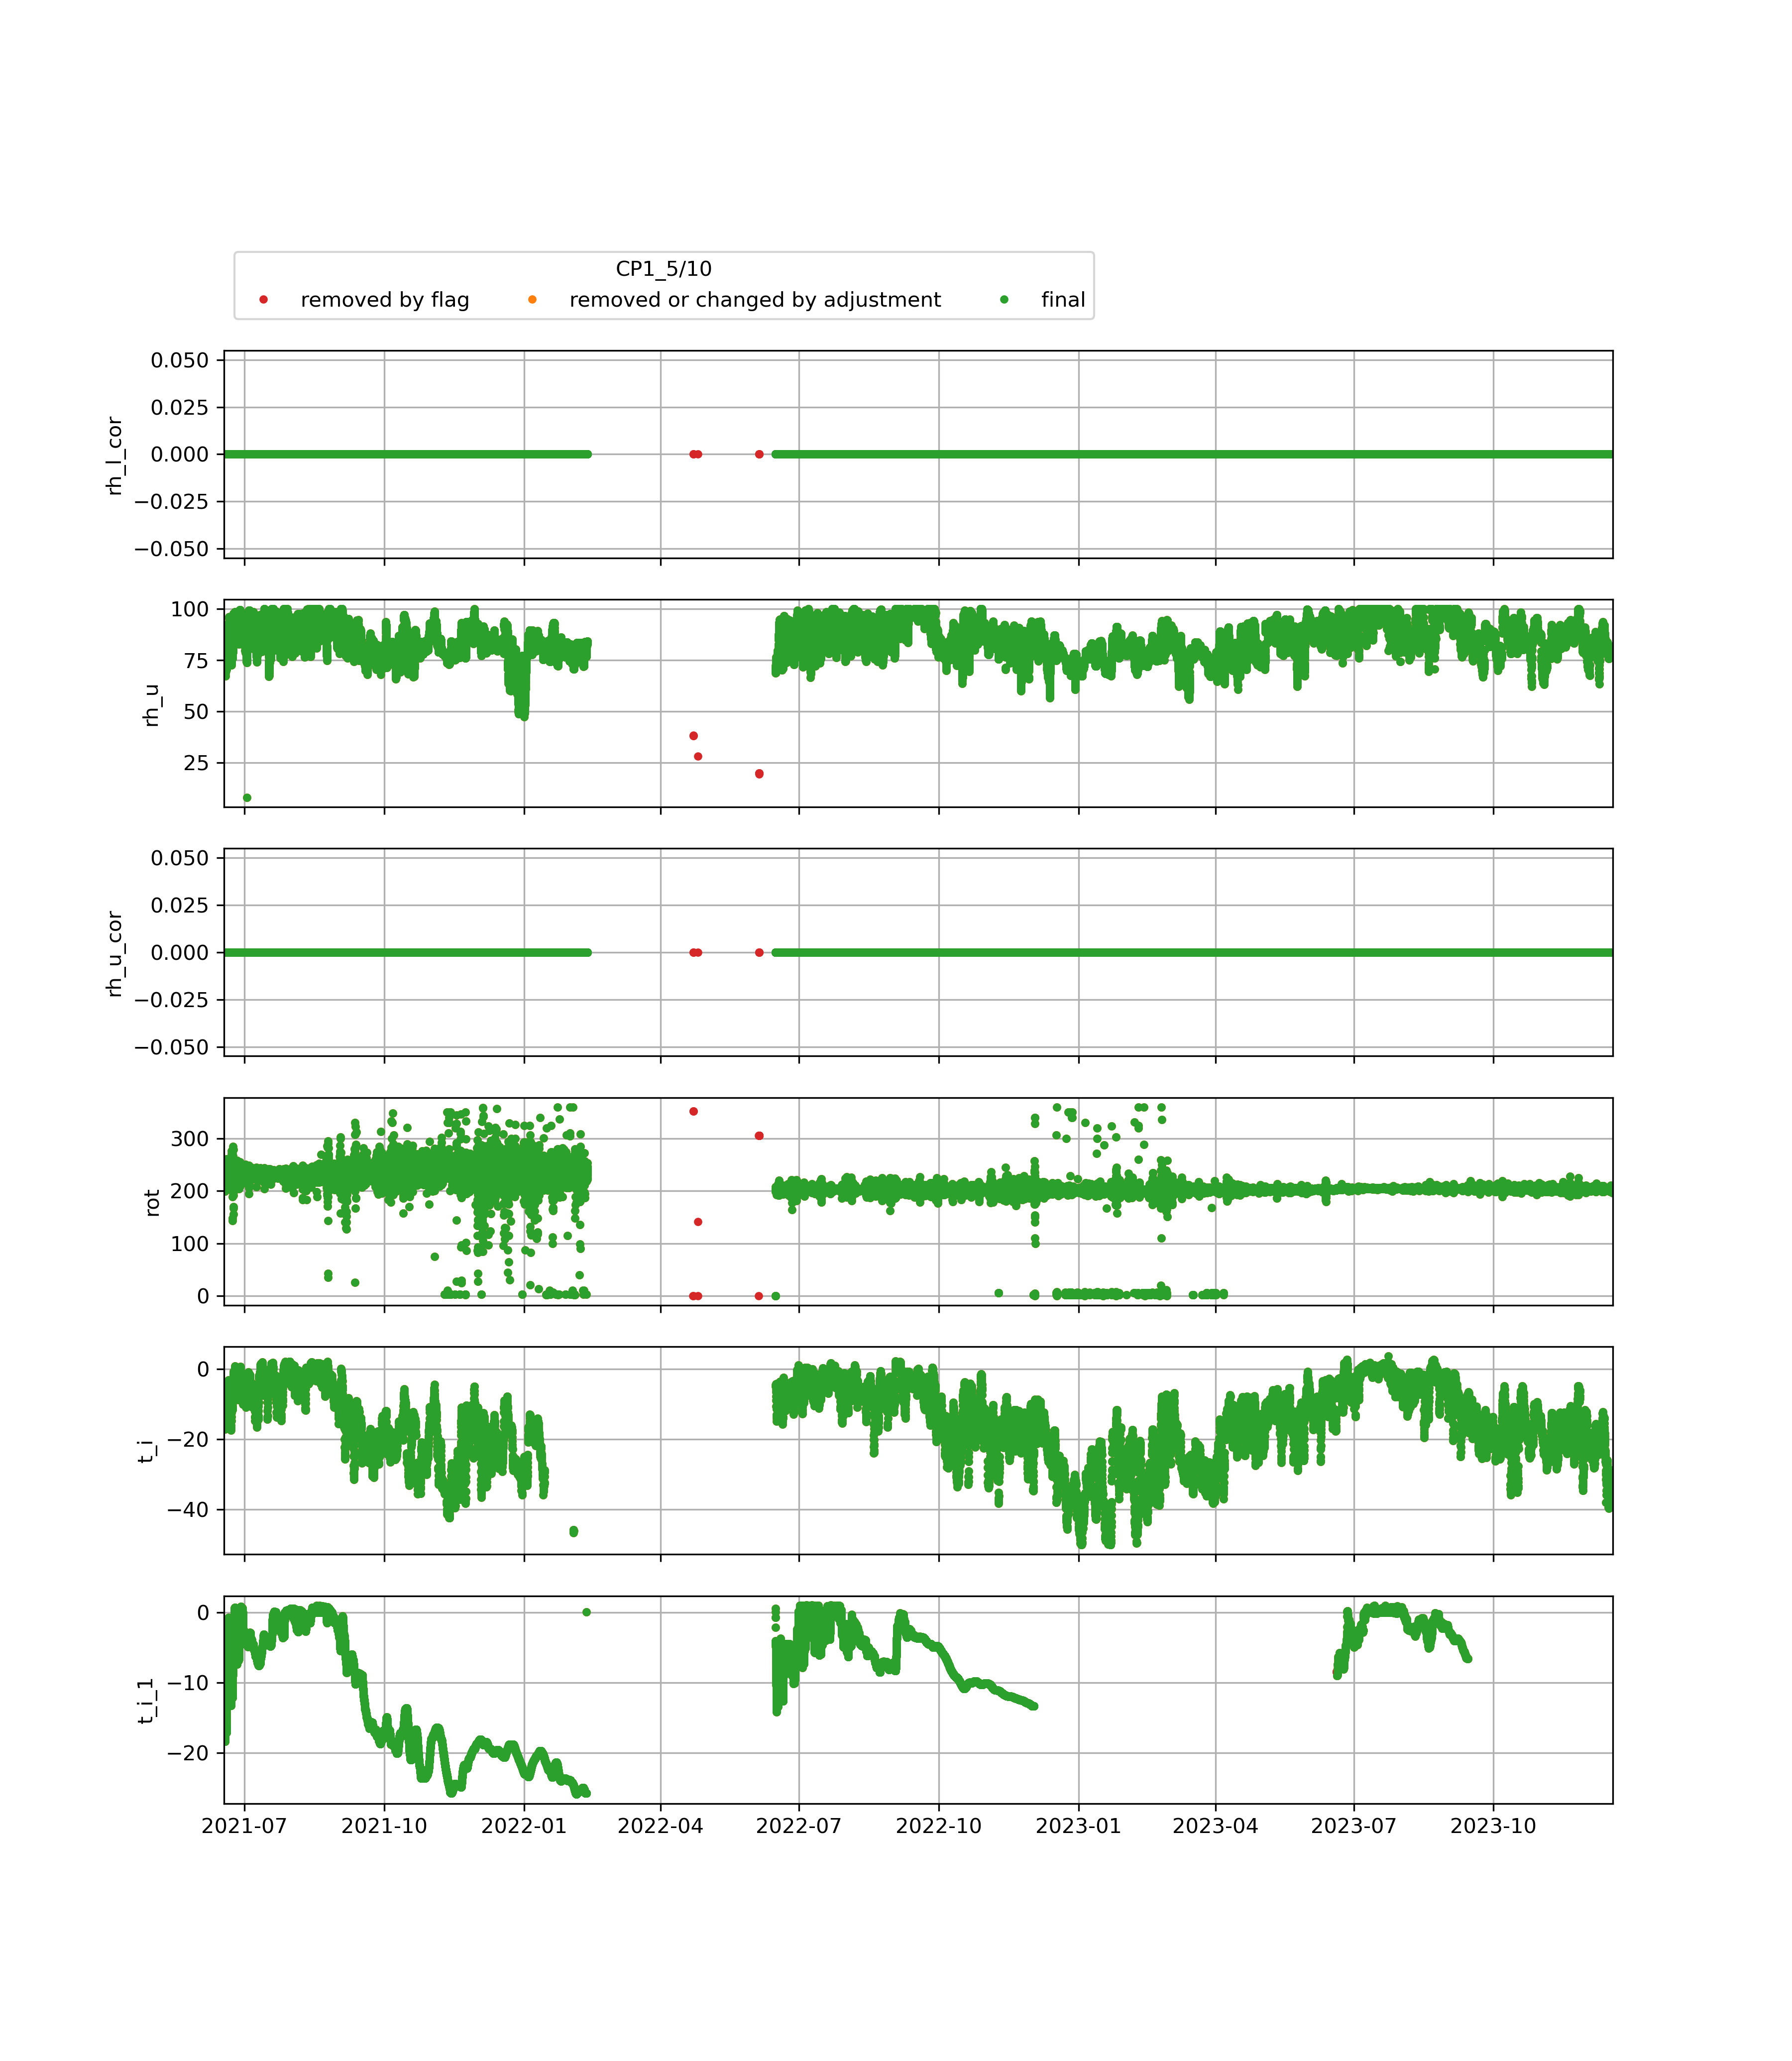 CP1_5/10
removed by flag removed or changed by adjustment final
0.050
0.025
0.000
−0.025
−0.050
rh_l_cor
100
75
50
25
rh_u
0.050
0.025
0.000
−0.025
−0.050
rh_u_cor
300
200
100
0
rot
0
−20
−40
t_i
0
−10
−20
t_i_1
2021-07 2021-10 2022-01 2022-04 2022-07 2022-10 2023-01 2023-04 2023-07 2023-10